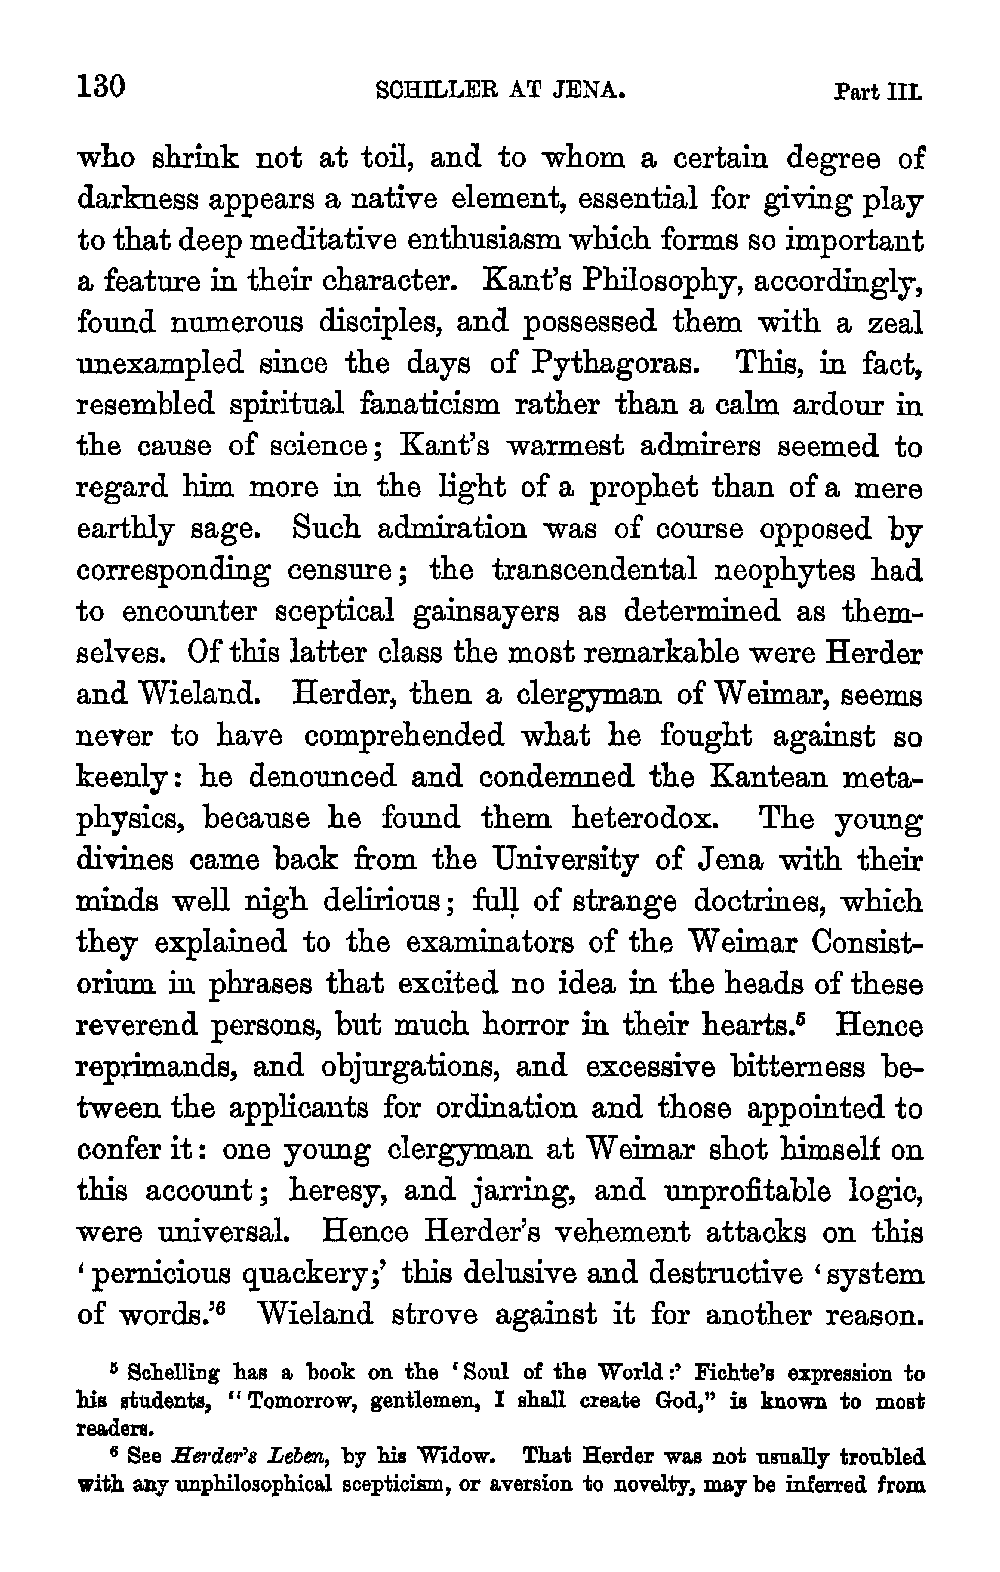 130 SCHILLER AT JENA. Part III.
who shrink not at toil, and to whom a certain degree of
darkness appears a native element, essential for giving play
to that deep meditative enthusiasm which forms so important
a feature in their character. Kant's Philosophy, accordingly,
found numerous disciples, and possessed them with a zeal
unexampled since the days of Pythagoras. This, in fact,
resembled spiritual fanaticism rather than a calm ardour in
the cause of science; Kant's warmest admirers seemed to
regard him more in the light of a prophet than of a mere
earthly sage. Such admiration was of course opposed by
corresponding censure; the transcendental neophytes had
to encounter sceptical gainsayers as determined as them-
selves. Of this latter class the most remarkable were Herder
and Wieland. Herder, then a clergyman of Weimar, seems
never to have comprehended what he fought against so
keenly: he denounced and condemned the Kantean meta-
physics, because he found them heterodox. The young
divines came back from the University of Jena with their
minds well nigh delirious; full of strange doctrines, which
they explained to the examinators of the Weimar Consist-
orium in phrases that excited no idea in the heads of these
reverend persons, but much horror in their hearts.⁵ Hence
reprimands, and objurgations, and excessive bitterness be-
tween the applicants for ordination and those appointed to
confer it: one young clergyman at Weimar shot himself on
this account; heresy, and jarring, and unprofitable logic,
were universal. Hence Herder's vehement attacks on this
‘pernicious quackery;’ this delusive and destructive ‘system
of words.’⁶ Wieland strove against it for another reason.
⁵ Schelling has a book on the ‘Soul of the World:’ Fichte's expression to
his students, “Tomorrow, gentlemen, I shall create God,” is known to most
readers.
⁶ See Herder's Leben, by his Widow. That Herder was not usually troubled
with any unphilosophical scepticism, or aversion to novelty, may be inferred from